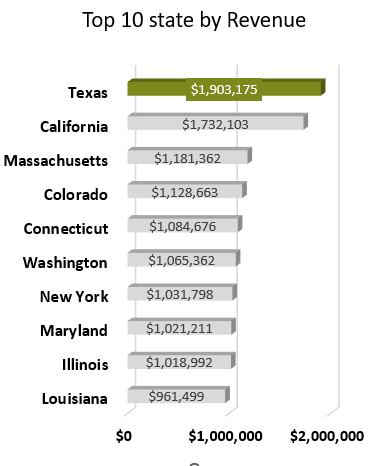 Top 10 state by Revenue
Texas $1,903,175
California $1,732,103
Massachusetts $1,181,362
Colorado $1,128,663
Connecticut $1,084,676
Washington $1,065,362
New York $1,031,798
Maryland $1,021,211
Illinois $1,018,992
Louisiana $961,499
$0 $1,000,000 $2,000,000